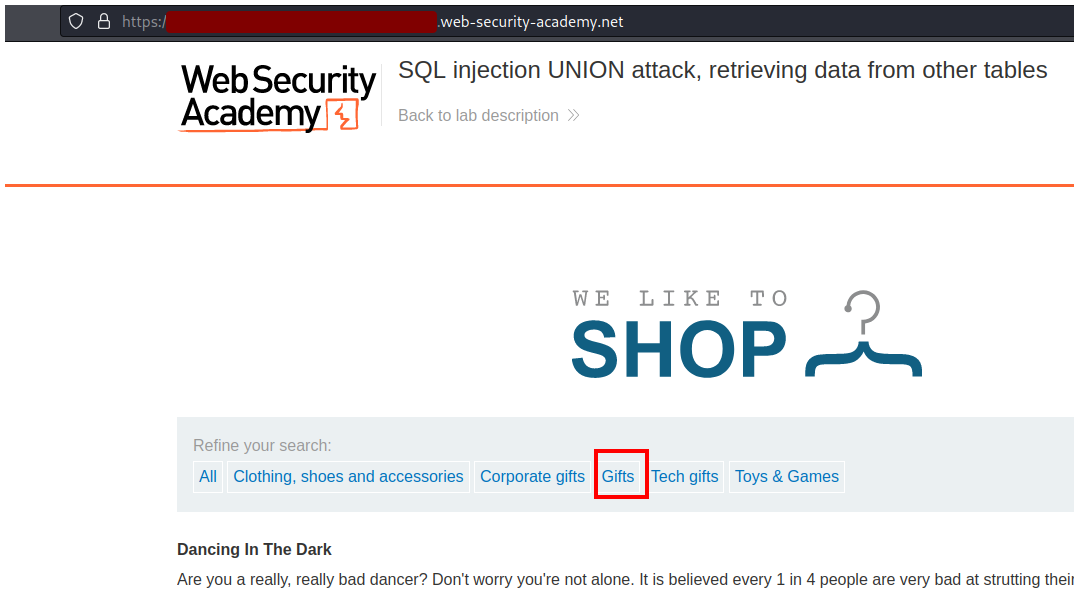 https:/ .web-security-academy.net
Web Security
Academy
SQL injection UNION attack, retrieving data from other tables
Back to lab description
WE LIKE TO
SHOP
Refine your search:
All Clothing, shoes and accessories Corporate gifts Gifts Tech gifts Toys & Games
Dancing In The Dark
Are you a really, really bad dancer? Don't worry you're not alone. It is believed every 1 in 4 people are very bad at strutting their